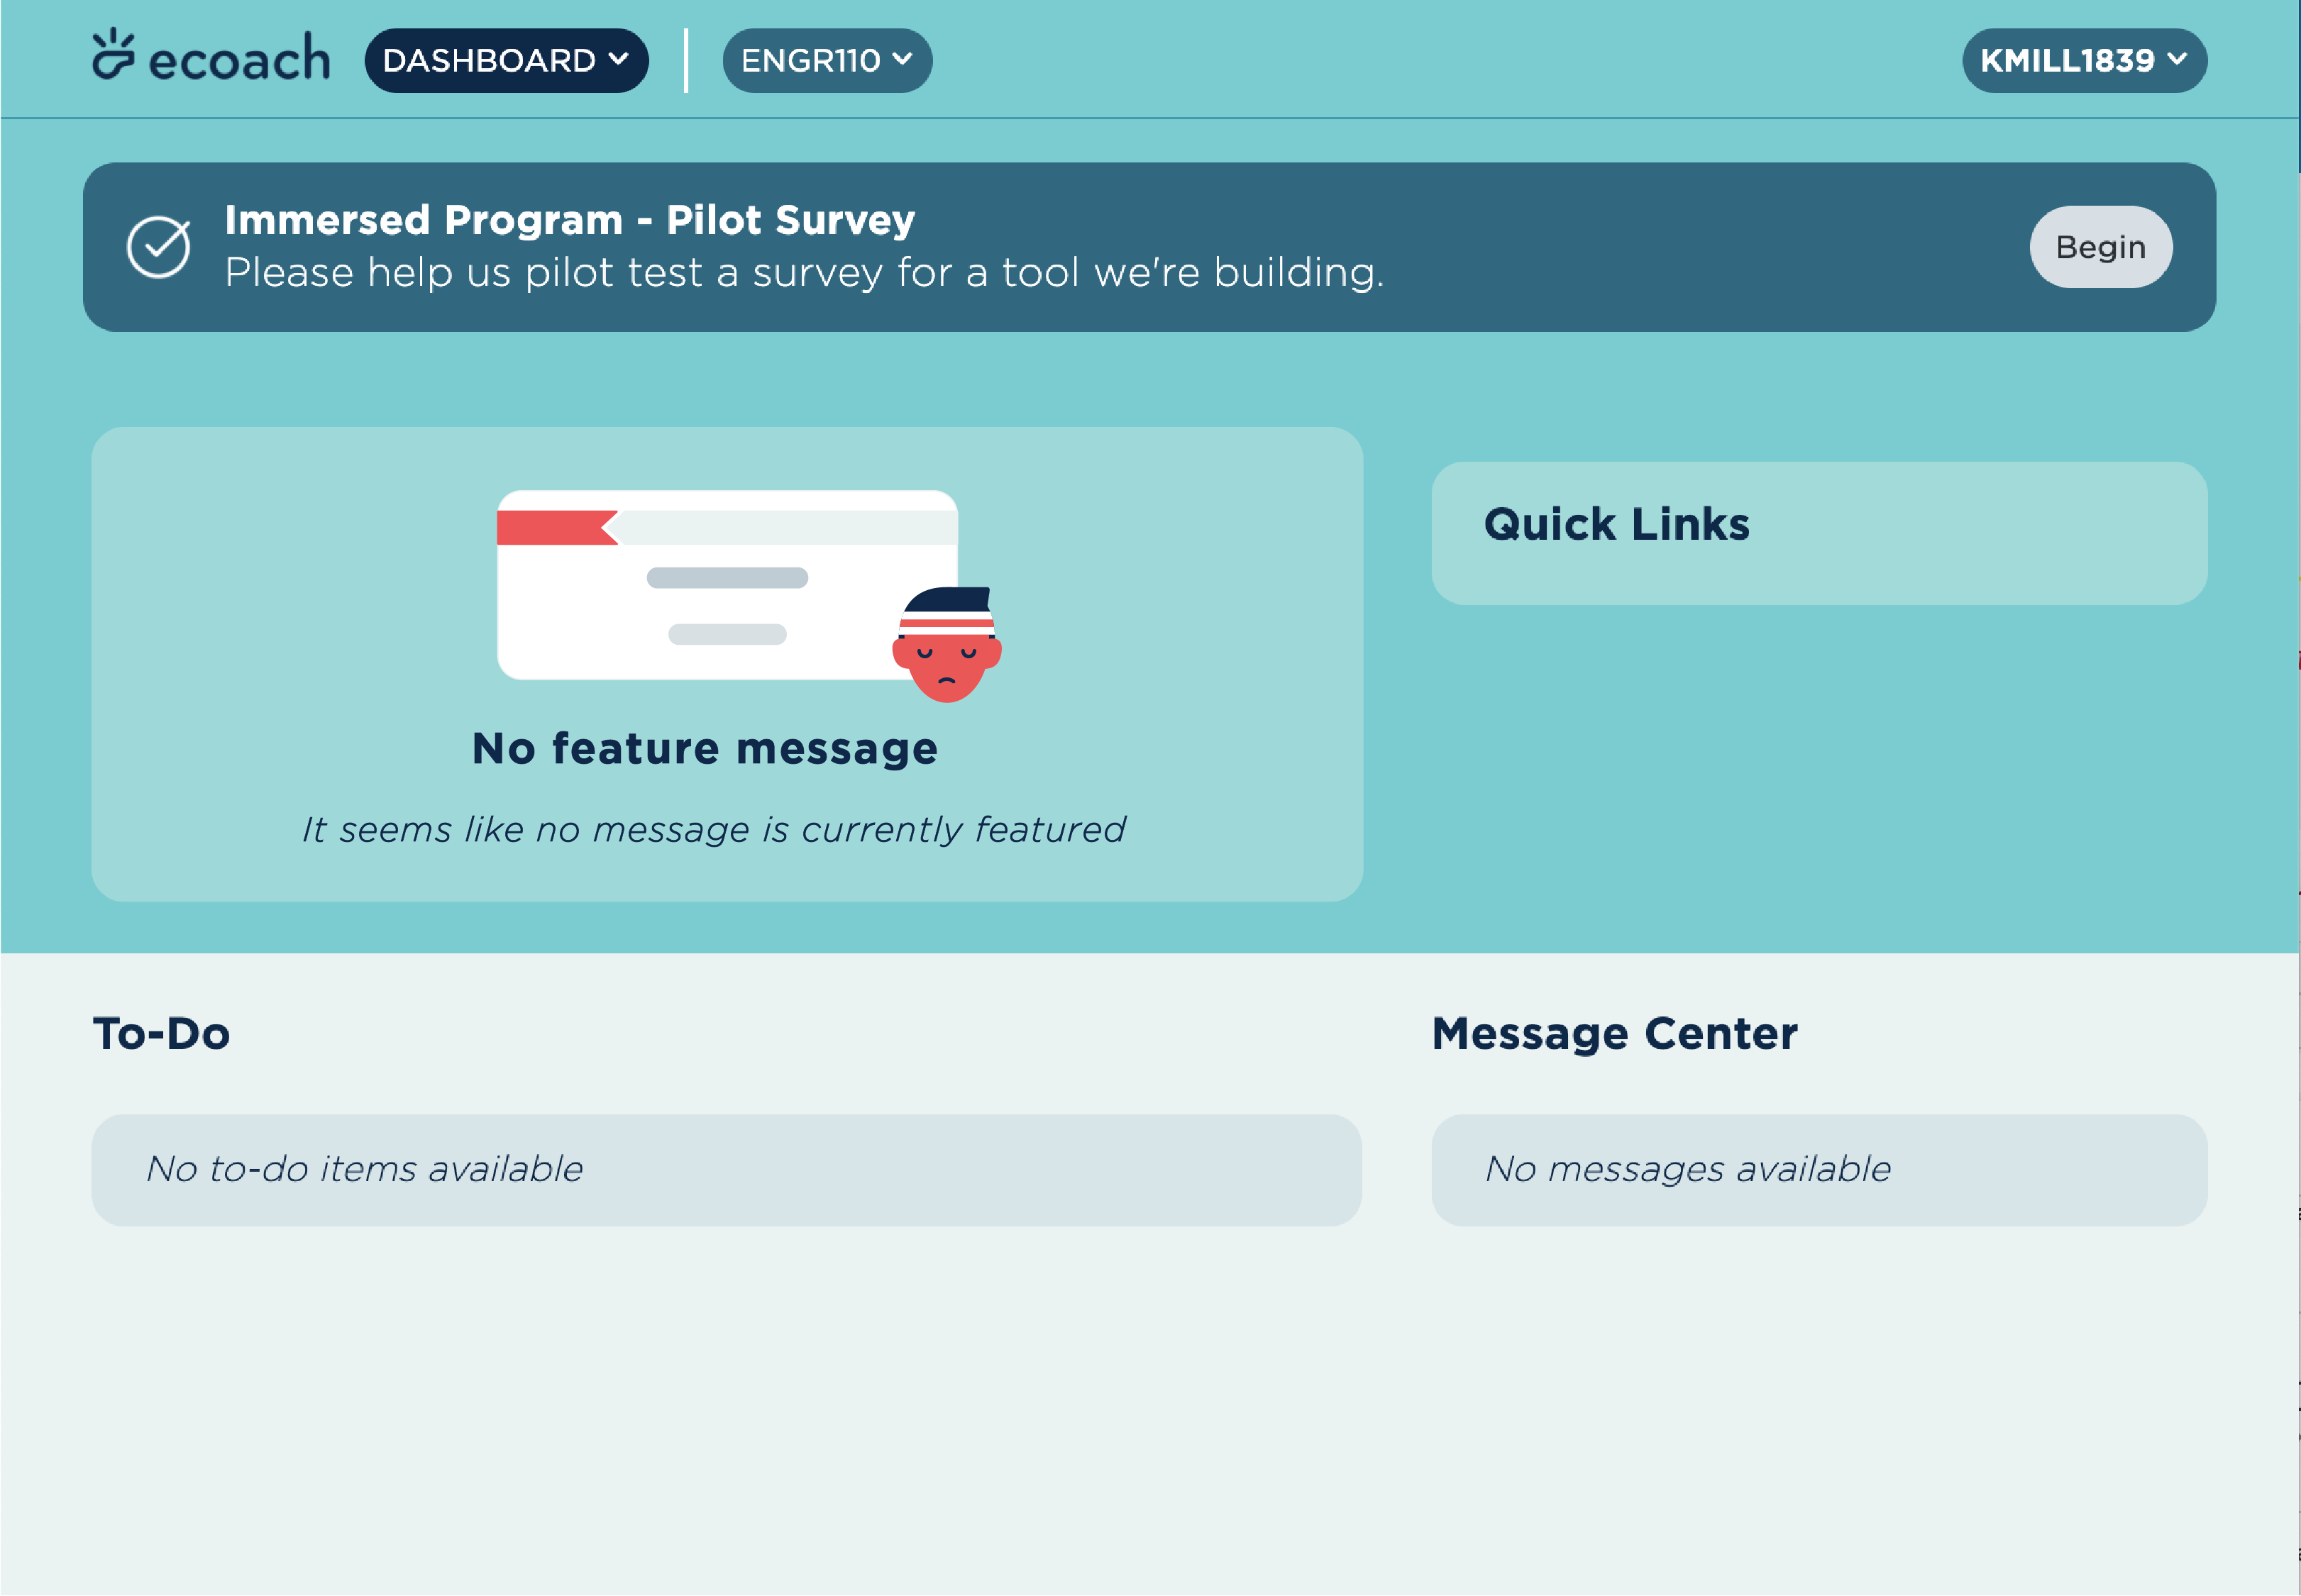 ecoach
DASHBOARD
ENGR110
KMILL1839
Immersed Program - Pilot Survey
Please help us pilot test a survey for a tool we're building.
Begin
No feature message
It seems like no message is currently featured
Quick Links
To-Do
No to-do items available
Message Center
No messages available